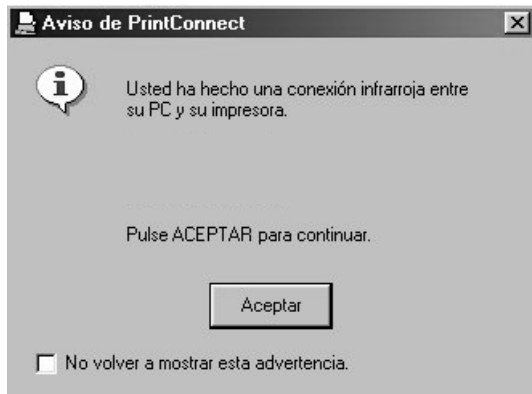 Aviso de PrintConnect
Usted ha hecho una conexión infrarroja entre
su PC y su impresora.
Pulse ACEPTAR para continuar.
Aceptar
No volver a mostrar esta advertencia.